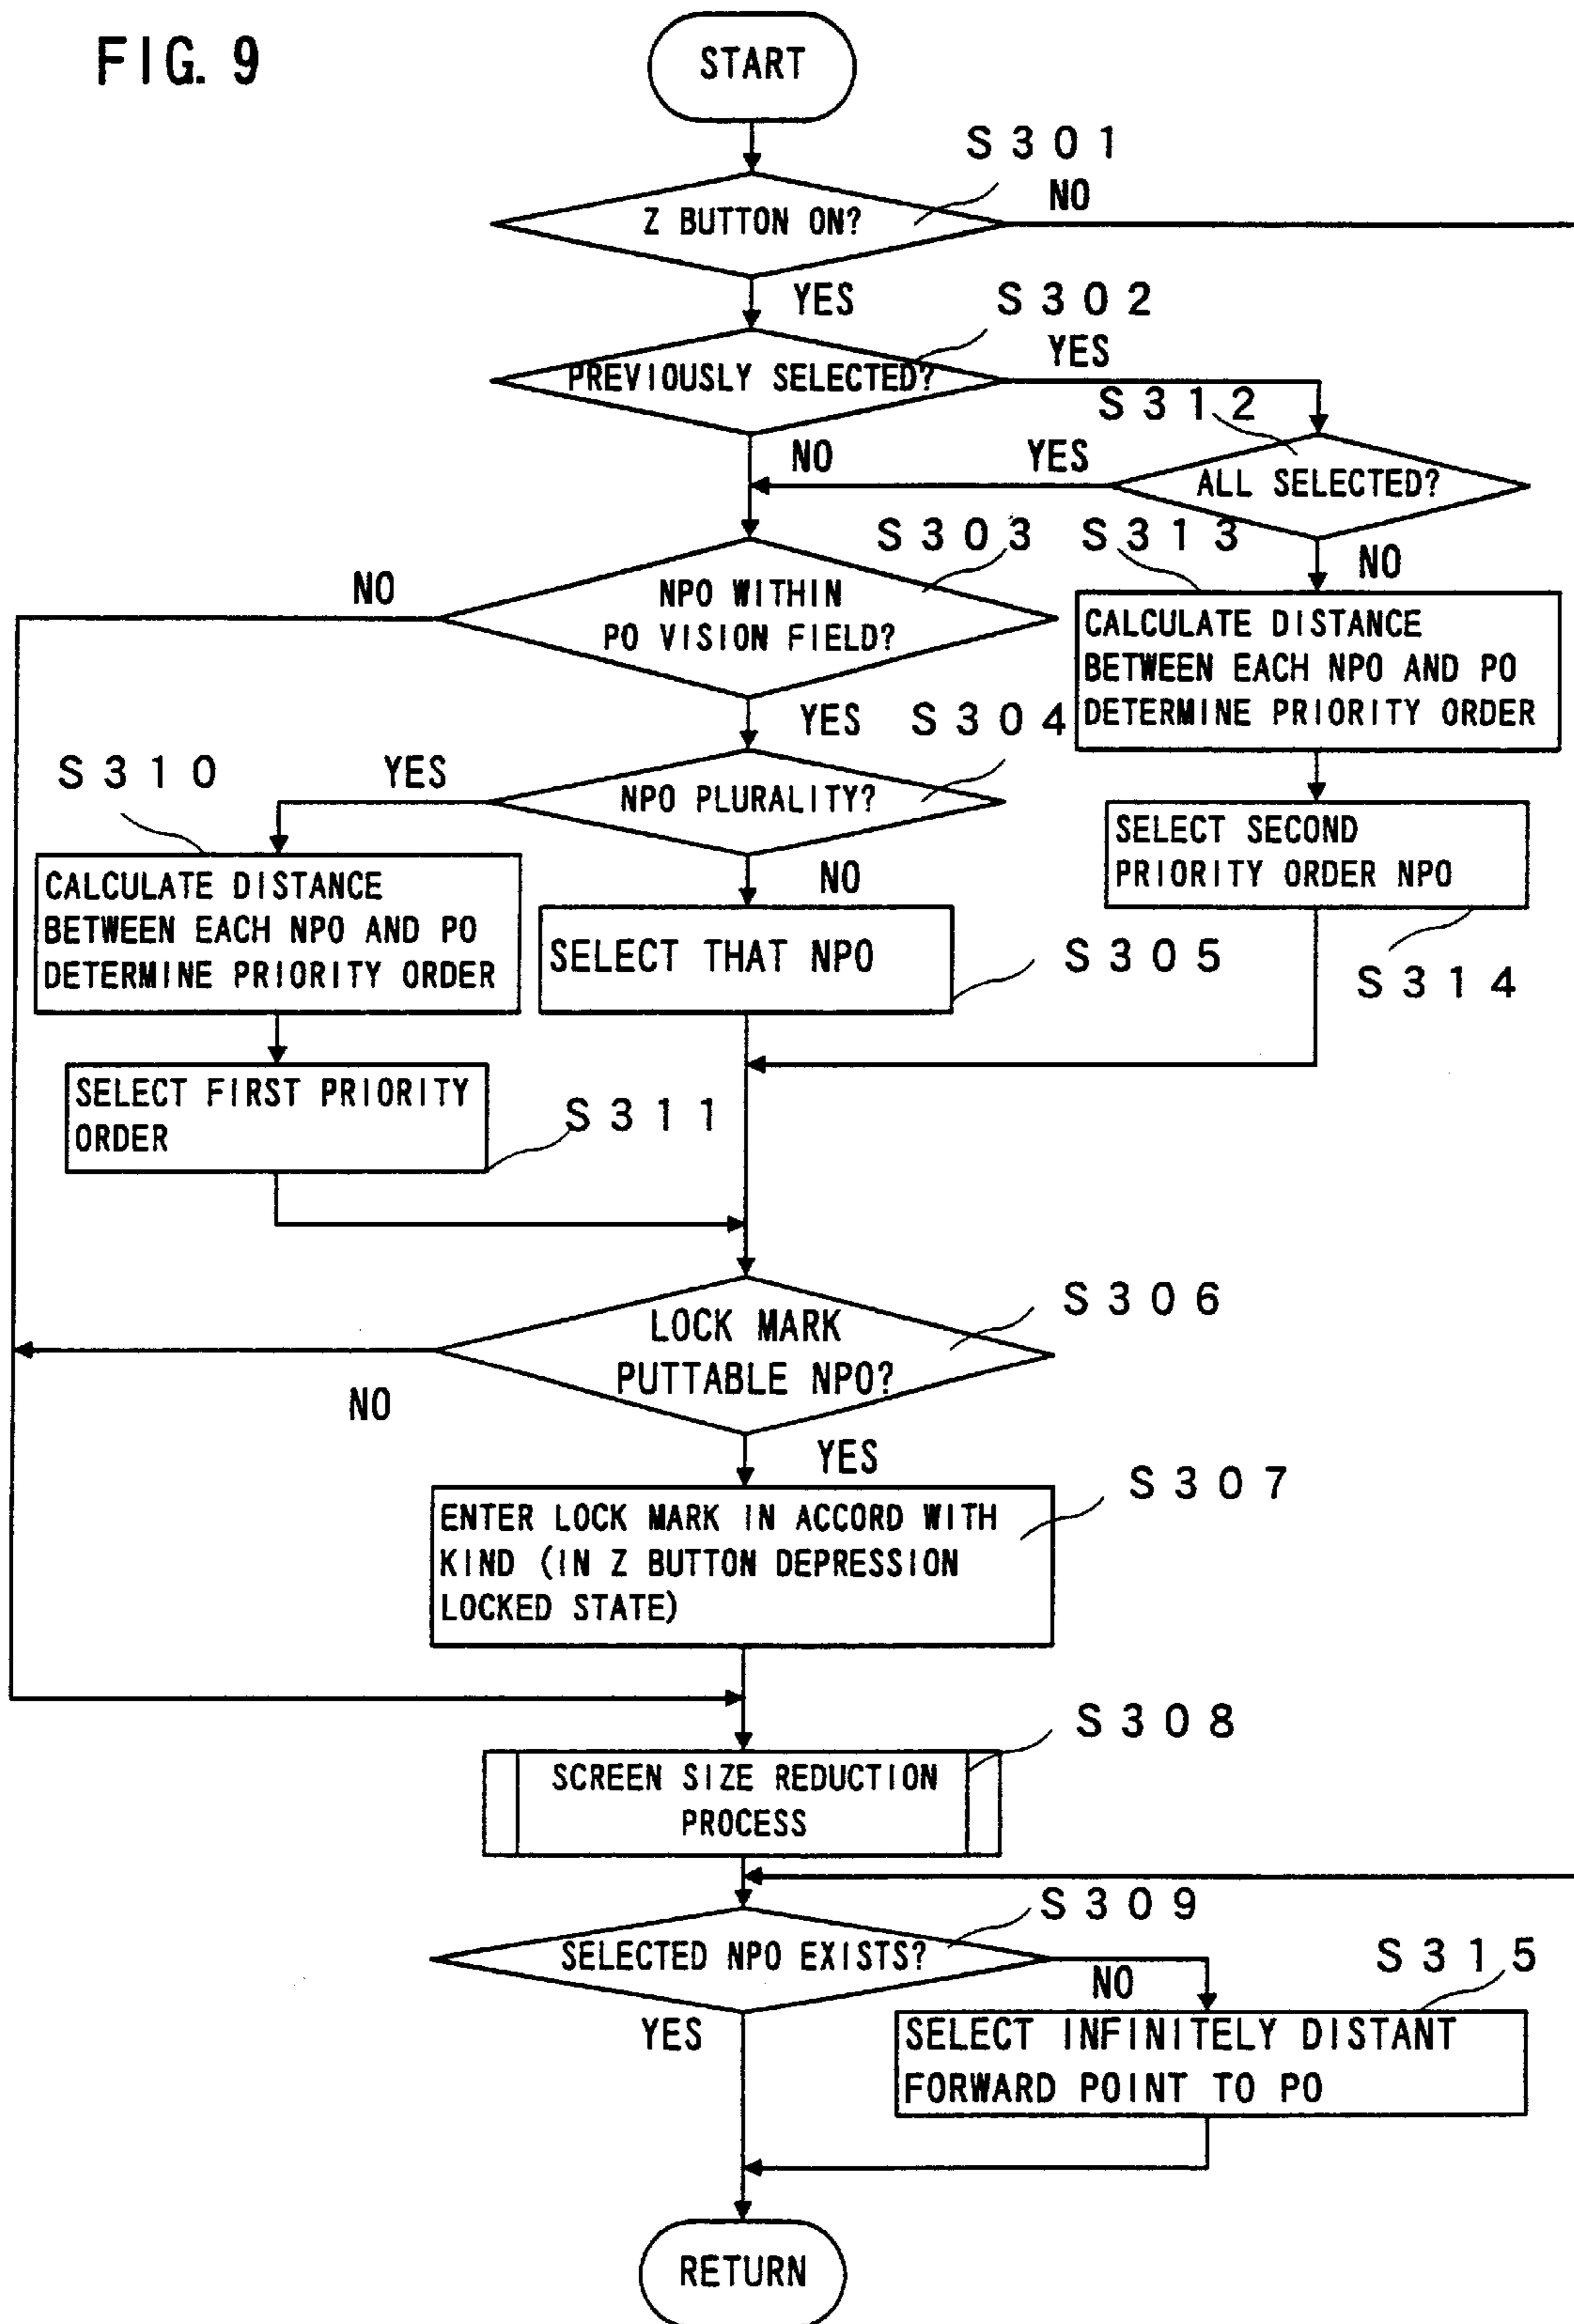 FIG. 9
START
S301
Z BUTTON ON?
NO
YES
S302
PREVIOUSLY SELECTED?
YES
S312
NO
YES
ALL SELECTED?
S303
S313
NO
NO
NPO WITHIN
PO VISION FIELD?
CALCULATE DISTANCE
BETWEEN EACH NPO AND PO
DETERMINE PRIORITY ORDER
YES
S304
S310
YES
NPO PLURALITY?
SELECT SECOND
PRIORITY ORDER NPO
NO
CALCULATE DISTANCE
BETWEEN EACH NPO AND PO
DETERMINE PRIORITY ORDER
SELECT THAT NPO
S305
S314
SELECT FIRST PRIORITY
ORDER
S311
S306
LOCK MARK
PUTTABLE NPO?
NO
YES
S307
ENTER LOCK MARK IN ACCORD WITH
KIND (IN Z BUTTON DEPRESSION
LOCKED STATE)
S308
SCREEN SIZE REDUCTION
PROCESS
S309
SELECTED NPO EXISTS?
S315
NO
YES
SELECT INFINITELY DISTANT
FORWARD POINT TO PO
RETURN